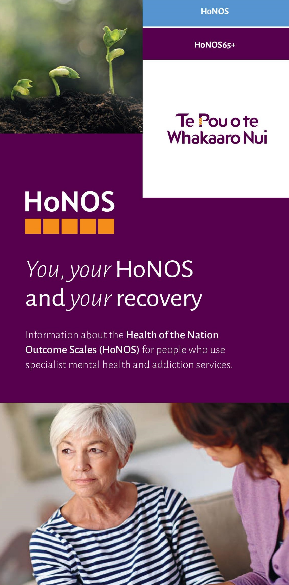 HoNOS
HoNOS65+
Te Pou o te
Whakaaro Nui
HoNOS
You, your HoNOS
and your recovery
Information about the Health of the Nation
Outcome Scales (HoNOS) for people who use
specialist mental health and addiction services.